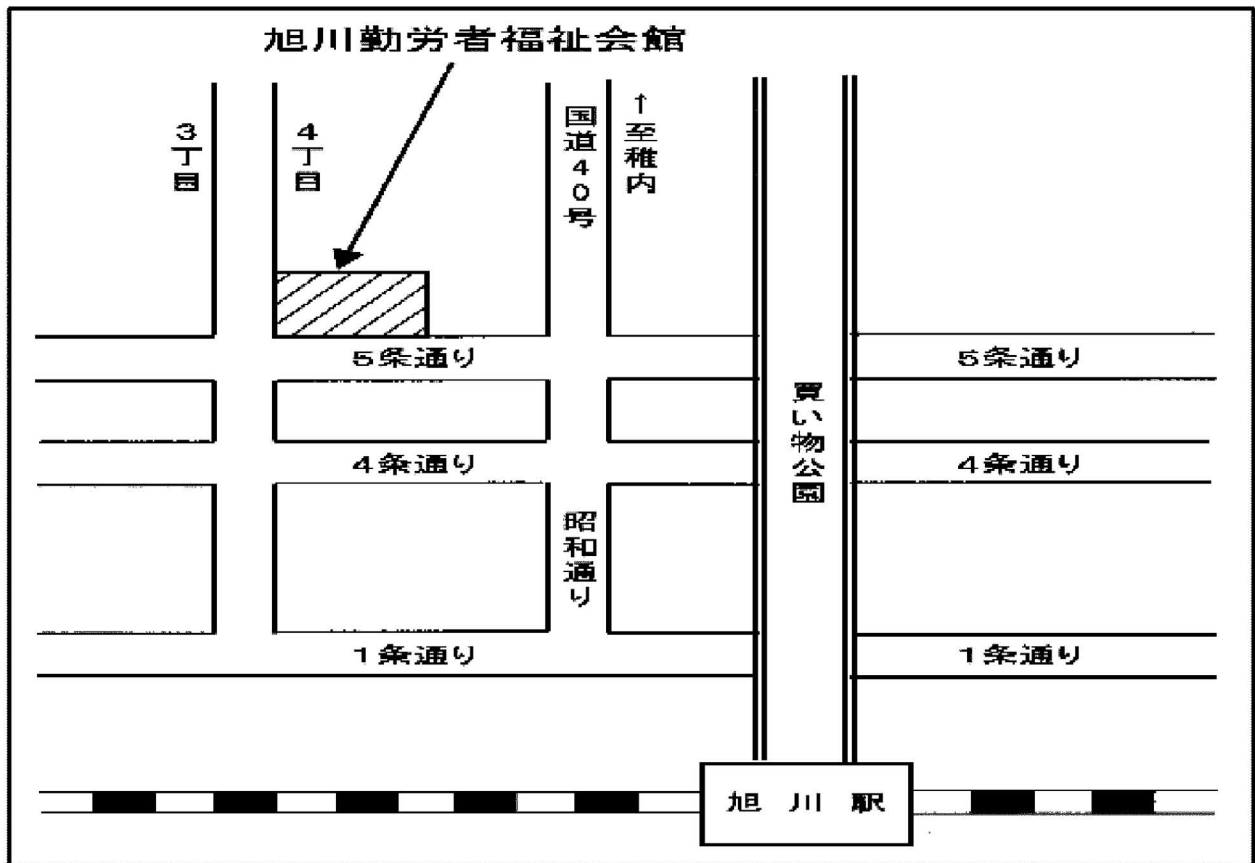 旭川勤労者福祉会館
3丁目
4丁目
国道40号
↑至稚内
5条通り
5条通り
買い物公園
4条通り
4条通り
昭和通り
1条通り
1条通り
旭川駅